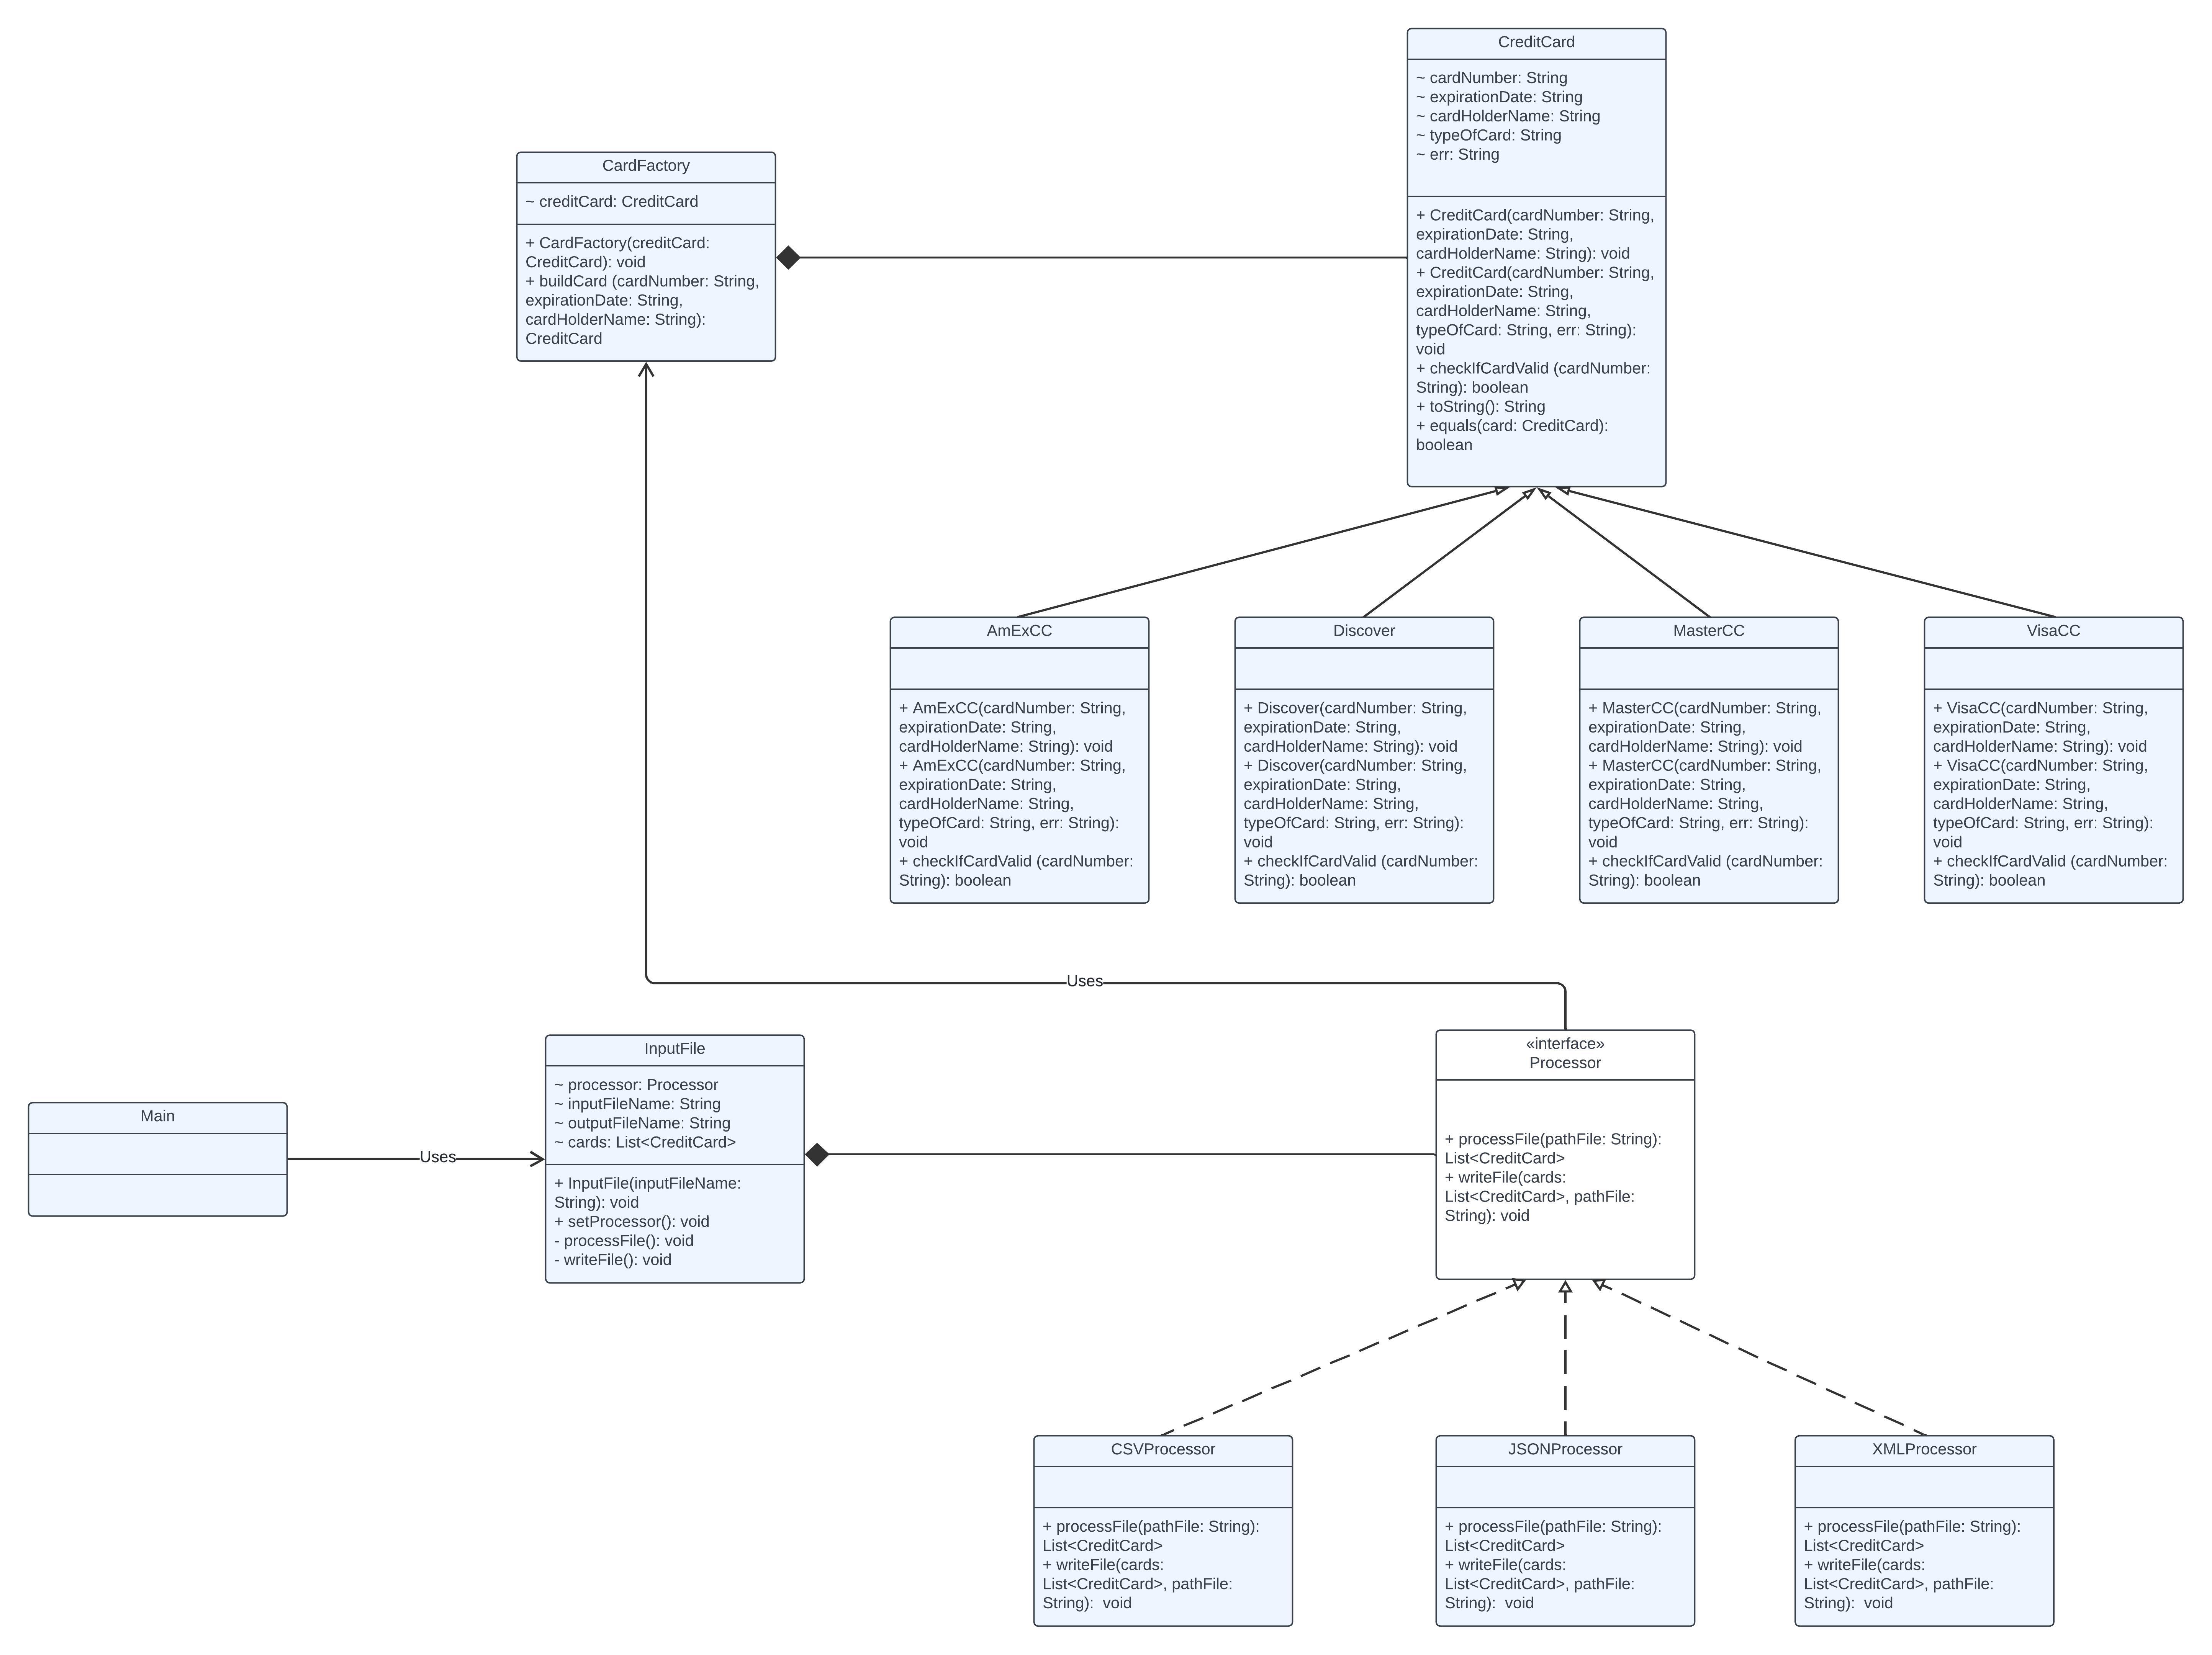 CreditCard
~ cardNumber: String
~ expirationDate: String
~ cardHolderName: String
~ typeOfCard: String
~ err: String
+ CreditCard(cardNumber: String,
expirationDate: String,
cardHolderName: String): void
+ CreditCard(cardNumber: String,
expirationDate: String,
cardHolderName: String,
typeOfCard: String, err: String):
void
+ checkIfCardValid (cardNumber:
String): boolean
+ toString(): String
+ equals(card: CreditCard):
boolean
CardFactory
~ creditCard: CreditCard
+ CardFactory(creditCard:
CreditCard): void
+ buildCard (cardNumber: String,
expirationDate: String,
cardHolderName: String):
CreditCard
AmExCC
+ AmExCC(cardNumber: String,
expirationDate: String,
cardHolderName: String): void
+ AmExCC(cardNumber: String,
expirationDate: String,
cardHolderName: String,
typeOfCard: String, err: String):
void
+ checkIfCardValid (cardNumber:
String): boolean
Discover
+ Discover(cardNumber: String,
expirationDate: String,
cardHolderName: String): void
+ Discover(cardNumber: String,
expirationDate: String,
cardHolderName: String,
typeOfCard: String, err: String):
void
+ checkIfCardValid (cardNumber:
String): boolean
MasterCC
+ MasterCC(cardNumber: String,
expirationDate: String,
cardHolderName: String): void
+ MasterCC(cardNumber: String,
expirationDate: String,
cardHolderName: String,
typeOfCard: String, err: String):
void
+ checkIfCardValid (cardNumber:
String): boolean
VisaCC
+ VisaCC(cardNumber: String,
expirationDate: String,
cardHolderName: String): void
+ VisaCC(cardNumber: String,
expirationDate: String,
cardHolderName: String,
typeOfCard: String, err: String):
void
+ checkIfCardValid (cardNumber:
String): boolean
Uses
Main
Uses
InputFile
~ processor: Processor
~ inputFileName: String
~ outputFileName: String
~ cards: List<CreditCard>
+ InputFile(inputFileName:
String): void
+ setProcessor(): void
- processFile(): void
- writeFile(): void
«interface»
Processor
+ processFile(pathFile: String):
List<CreditCard>
+ writeFile(cards:
List<CreditCard>, pathFile:
String): void
CSVProcessor
+ processFile(pathFile: String):
List<CreditCard>
+ writeFile(cards:
List<CreditCard>, pathFile:
String):  void
JSONProcessor
+ processFile(pathFile: String):
List<CreditCard>
+ writeFile(cards:
List<CreditCard>, pathFile:
String):  void
XMLProcessor
+ processFile(pathFile: String):
List<CreditCard>
+ writeFile(cards:
List<CreditCard>, pathFile:
String):  void